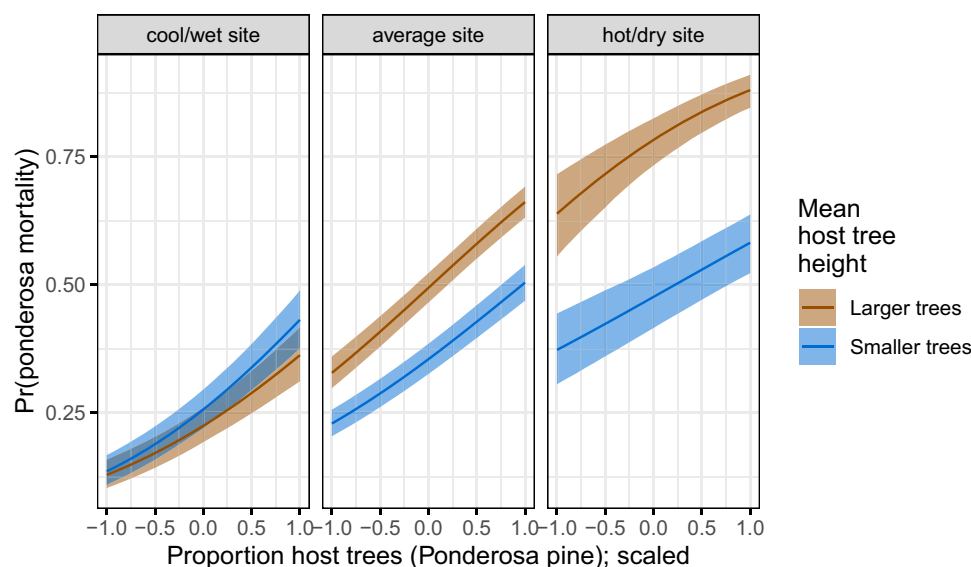 cool/wet site average site hot/dry site
Pr(ponderosa mortality)
0.75
0.50
0.25
−1.0 −0.5 0.0 0.5 1.0 −1.0 −0.5 0.0 0.5 1.0 −1.0 −0.5 0.0 0.5 1.0
Proportion host trees (Ponderosa pine); scaled
Mean
host tree
height
Larger trees
Smaller trees